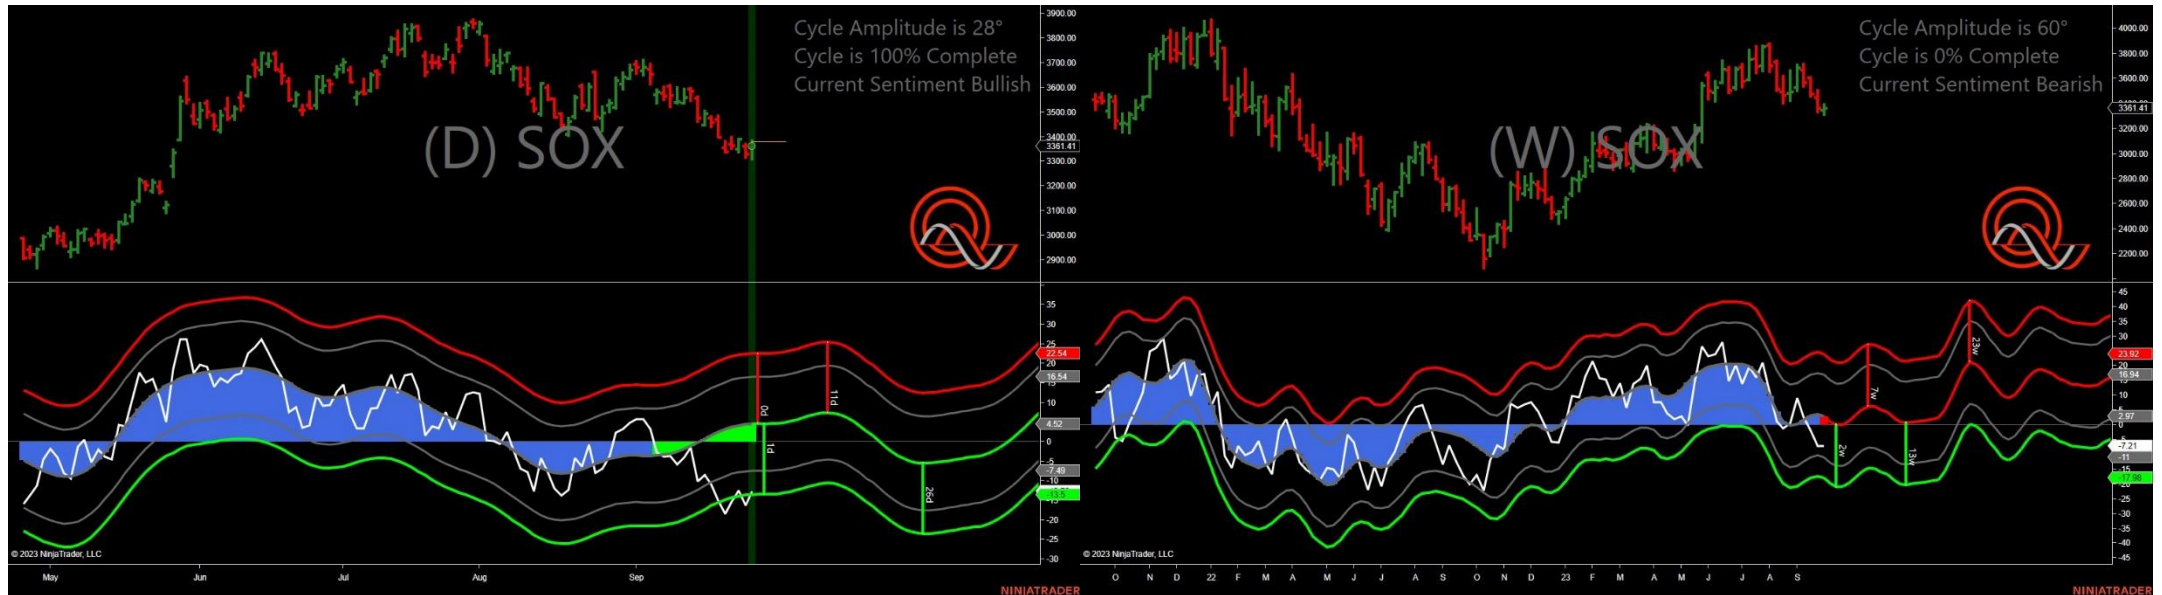 Cycle Amplitude is 28°
Cycle is 100% Complete
Current Sentiment Bullish
(D) SOX
3900.00
3800.00
3700.00
3600.00
3500.00
3400.00
3361.41
3300.00
3200.00
3100.00
3000.00
2900.00
35
30
25
22.54
20
16.54
15
10
4.52
0
-5
-7.49
-10
-13.5
-20
-25
-30
0d
1d
11d
26d
© 2023 NinjaTrader, LLC
May Jun Jul Aug Sep
NINJATRADER
Cycle Amplitude is 60°
Cycle is 0% Complete
Current Sentiment Bearish
(W) SOX
4000.00
3800.00
3600.00
3361.41
3200.00
3000.00
2800.00
2600.00
2400.00
2200.00
45
40
35
30
23.92
20
16.94
10
2.97
0
-7.21
-11
-15
-17.98
-25
-30
-35
-40
-45
2w
7w
13w
23w
© 2023 NinjaTrader, LLC
O N D 22 F M A M J J A S O N D 23 F M A M J J A S
NINJATRADER